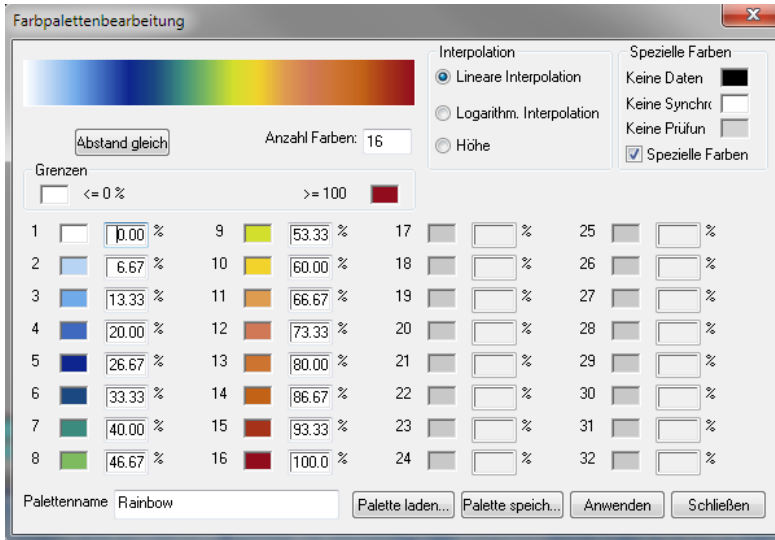 Farbpalettenbearbeitung
Interpolation
Lineare Interpolation
Logarithm. Interpolation
Höhe
Spezielle Farben
Keine Daten
Keine Synchrc
Keine Prüfun
Spezielle Farben
Abstand gleich
Anzahl Farben: 16
Grenzen
<= 0 % >= 100
1 0.00 % 9 53.33 % 17 % 25 %
2 6.67 % 10 60.00 % 18 % 26 %
3 13.33 % 11 66.67 % 19 % 27 %
4 20.00 % 12 73.33 % 20 % 28 %
5 26.67 % 13 80.00 % 21 % 29 %
6 33.33 % 14 86.67 % 22 % 30 %
7 40.00 % 15 93.33 % 23 % 31 %
8 46.67 % 16 100.0 % 24 % 32 %
Palettenname Rainbow Palette laden... Palette speich... Anwenden Schließen